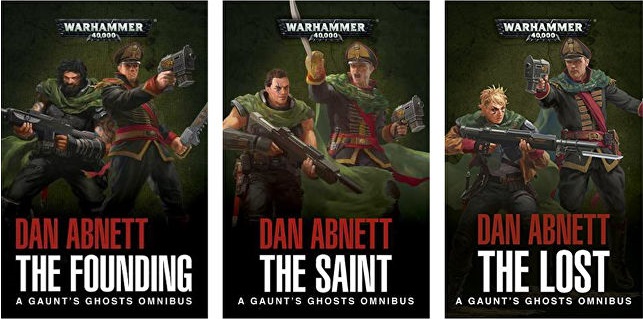 WARHAMMER
40,000
DAN ABNETT
THE FOUNDING
A GAUNT'S GHOSTS OMNIBUS
WARHAMMER
40,000
DAN ABNETT
THE SAINT
A GAUNT'S GHOSTS OMNIBUS
WARHAMMER
40,000
DAN ABNETT
THE LOST
A GAUNT'S GHOSTS OMNIBUS